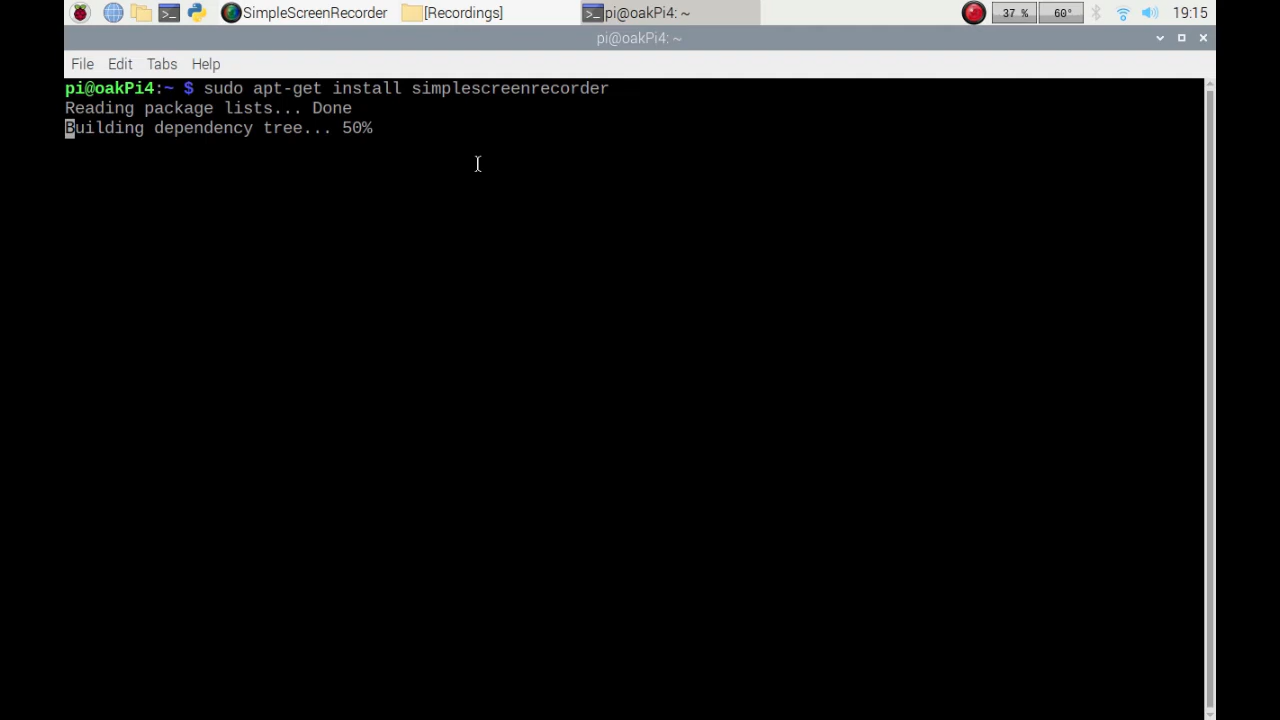 SimpleScreenRecorder [Recordings] pi@oakPi4: ~ 37 % 60° 19:15
pi@oakPi4: ~
File Edit Tabs Help
pi@oakPi4:~ $ sudo apt-get install simplescreenrecorder
Reading package lists... Done
Building dependency tree... 50%